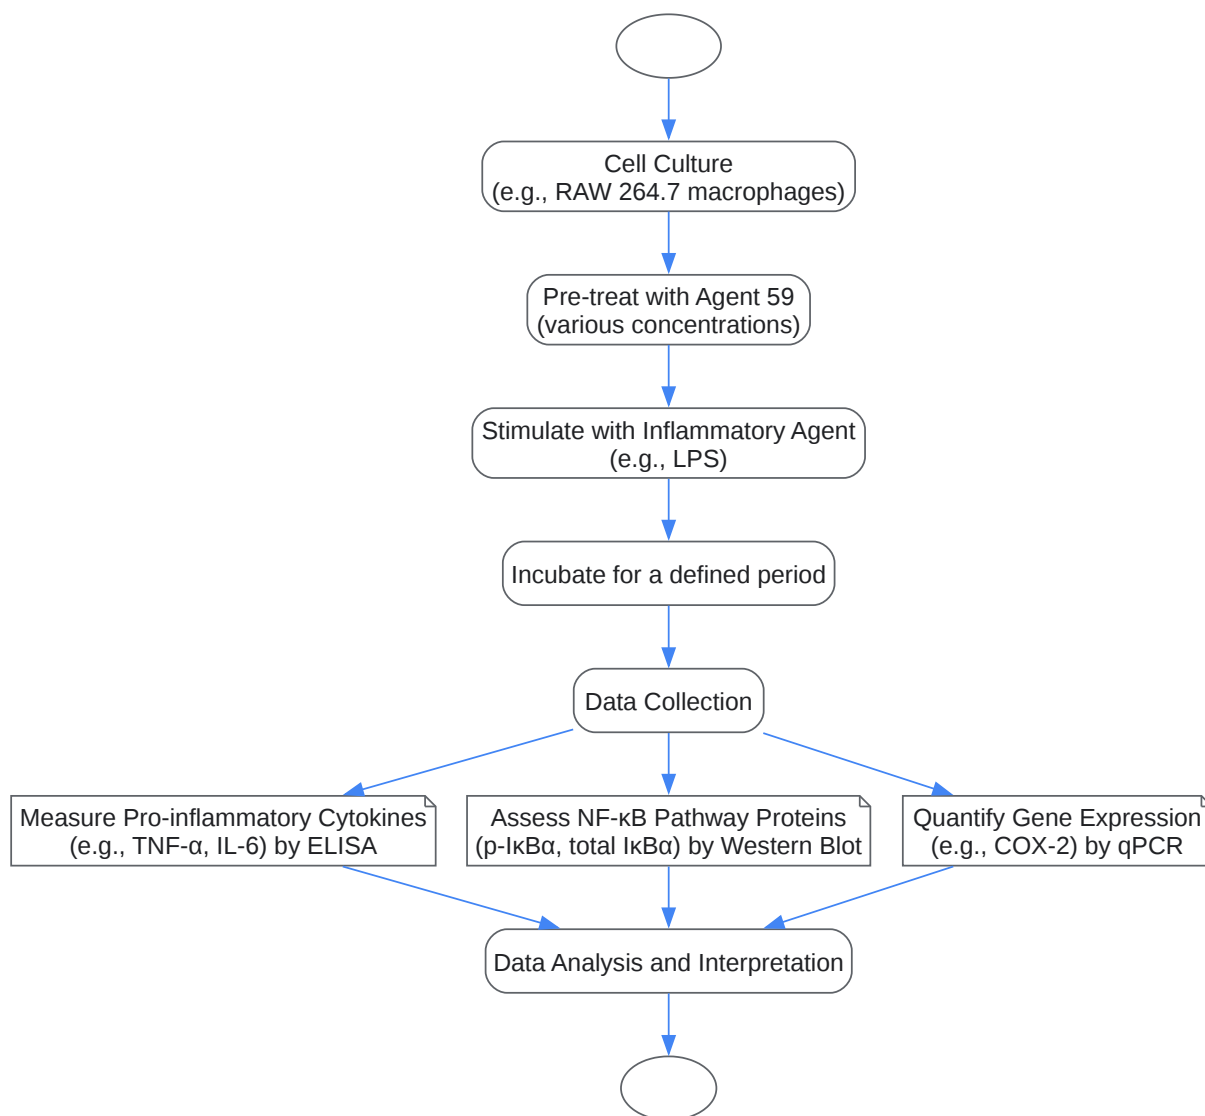 Cell Culture
(e.g., RAW 264.7 macrophages)
Pre-treat with Agent 59
(various concentrations)
Stimulate with Inflammatory Agent
(e.g., LPS)
Incubate for a defined period
Data Collection
Measure Pro-inflammatory Cytokines
(e.g., TNF-α, IL-6) by ELISA
Assess NF-κB Pathway Proteins
(p-IκBα, total IκBα) by Western Blot
Quantify Gene Expression
(e.g., COX-2) by qPCR
Data Analysis and Interpretation